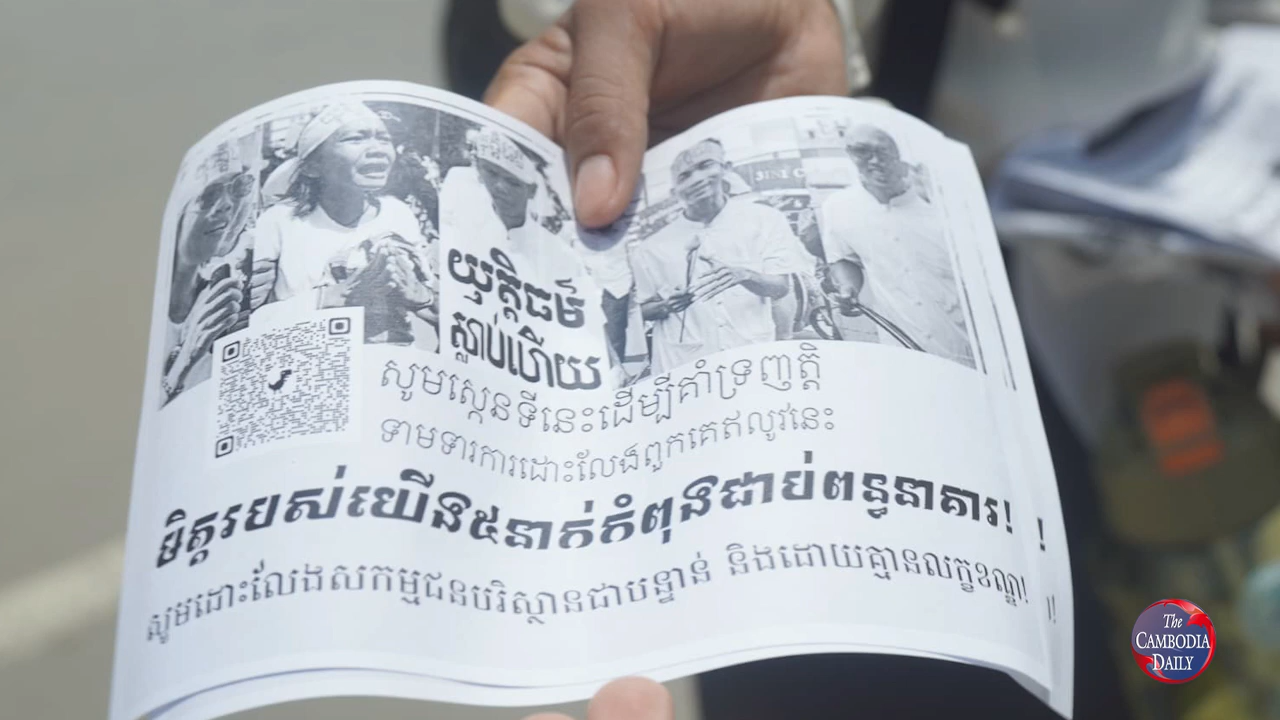 យុត្តិធម៌
ស្លាប់ហើយ
សូមស្កេនទីនេះដើម្បីគាំទ្រញត្តិ
ទាមទារការដោះលែងពួកគេឥលូវនេះ
មិត្តរបស់យើង៥នាក់កំពុងជាប់ពន្ធនាគារ!
សូមដោះលែងសកម្មជនបរិស្ថានជាបន្ទាន់ និងដោយគ្មានលក្ខខណ្ឌ!
The
CAMBODIA
DAILY